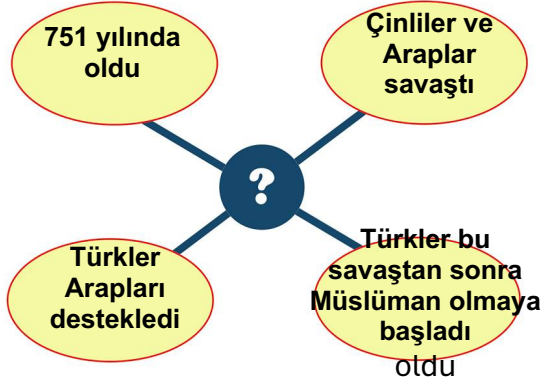 751 yılında
oldu
Çinliler ve
Araplar
savaştı
?
Türkler
Arapları
destekledi
Türkler bu
savaştan sonra
Müslüman olmaya
başladı
oldu